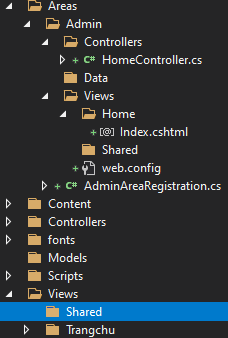 Areas
Admin
Controllers
HomeController.cs
Data
Views
Home
Index.cshtml
Shared
web.config
AdminAreaRegistration.cs
Content
Controllers
fonts
Models
Scripts
Views
Shared
Trangchu